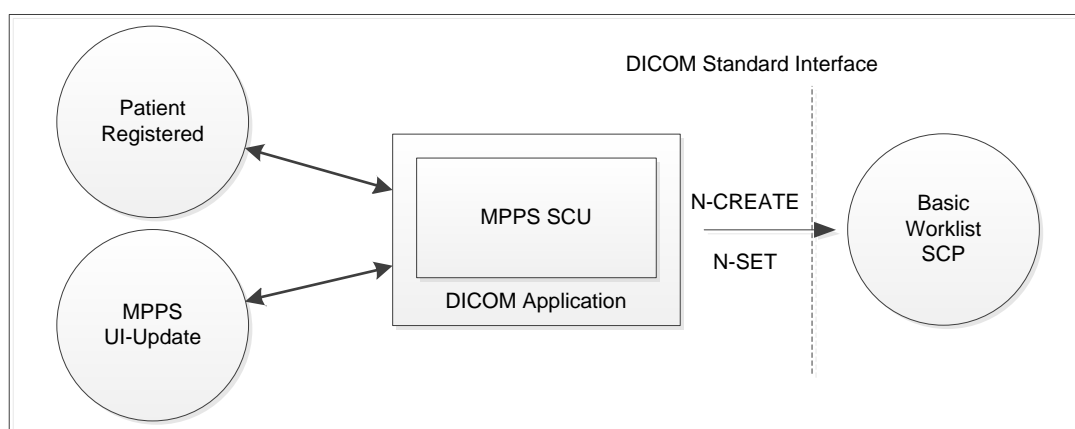 Patient
Registered
MPPS
UI-Update
MPPS SCU
DICOM Application
DICOM Standard Interface
N-CREATE
N-SET
Basic
Worklist
SCP